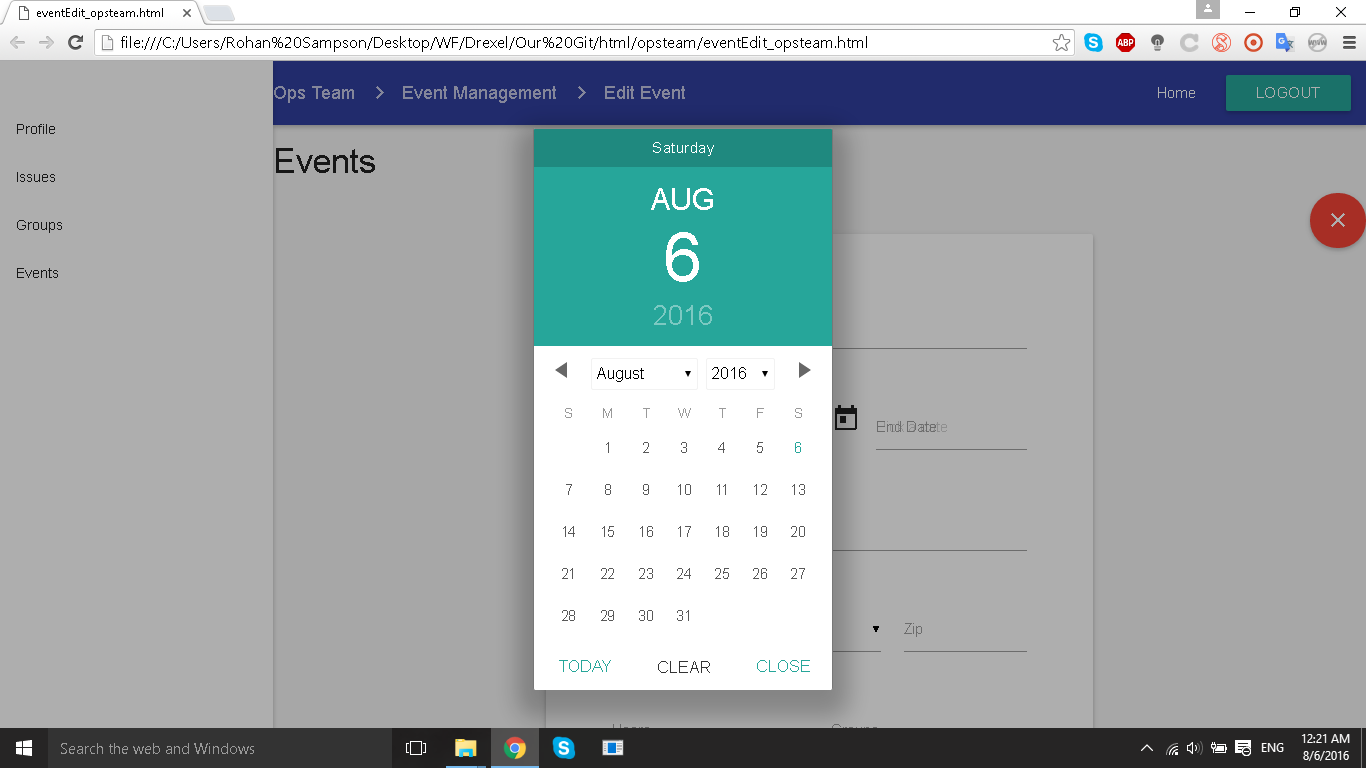 eventEdit_opsteam.html
file:///C:/Users/Rohan%20Sampson/Desktop/WF/Drexel/Our%20Git/html/opsteam/eventEdit_opsteam.html
ABP
Ops Team Event Management Edit Event Home LOGOUT
Profile
Issues
Groups
Events
Events
Saturday
AUG
6
2016
August 2016
S M T W T F S
1 2 3 4 5 6
7 8 9 10 11 12 13
14 15 16 17 18 19 20
21 22 23 24 25 26 27
28 29 30 31
TODAY CLEAR CLOSE
End Date
Zip
Search the web and Windows
ENG
12:21 AM
8/6/2016